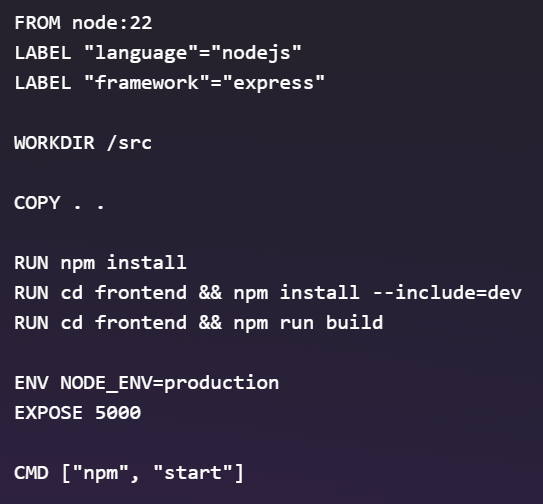 FROM node:22
LABEL "language"="nodejs"
LABEL "framework"="express"
WORKDIR /src
COPY . .
RUN npm install
RUN cd frontend && npm install --include=dev
RUN cd frontend && npm run build
ENV NODE_ENV=production
EXPOSE 5000
CMD ["npm", "start"]